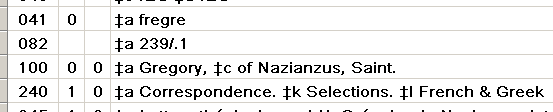 041 0 ‡a fregre
082 ‡a 239/.1
100 0 0 ‡a Gregory, ‡c of Nazianzus, Saint.
240 1 0 ‡a Correspondence. ‡k Selections. ‡l French & Greek